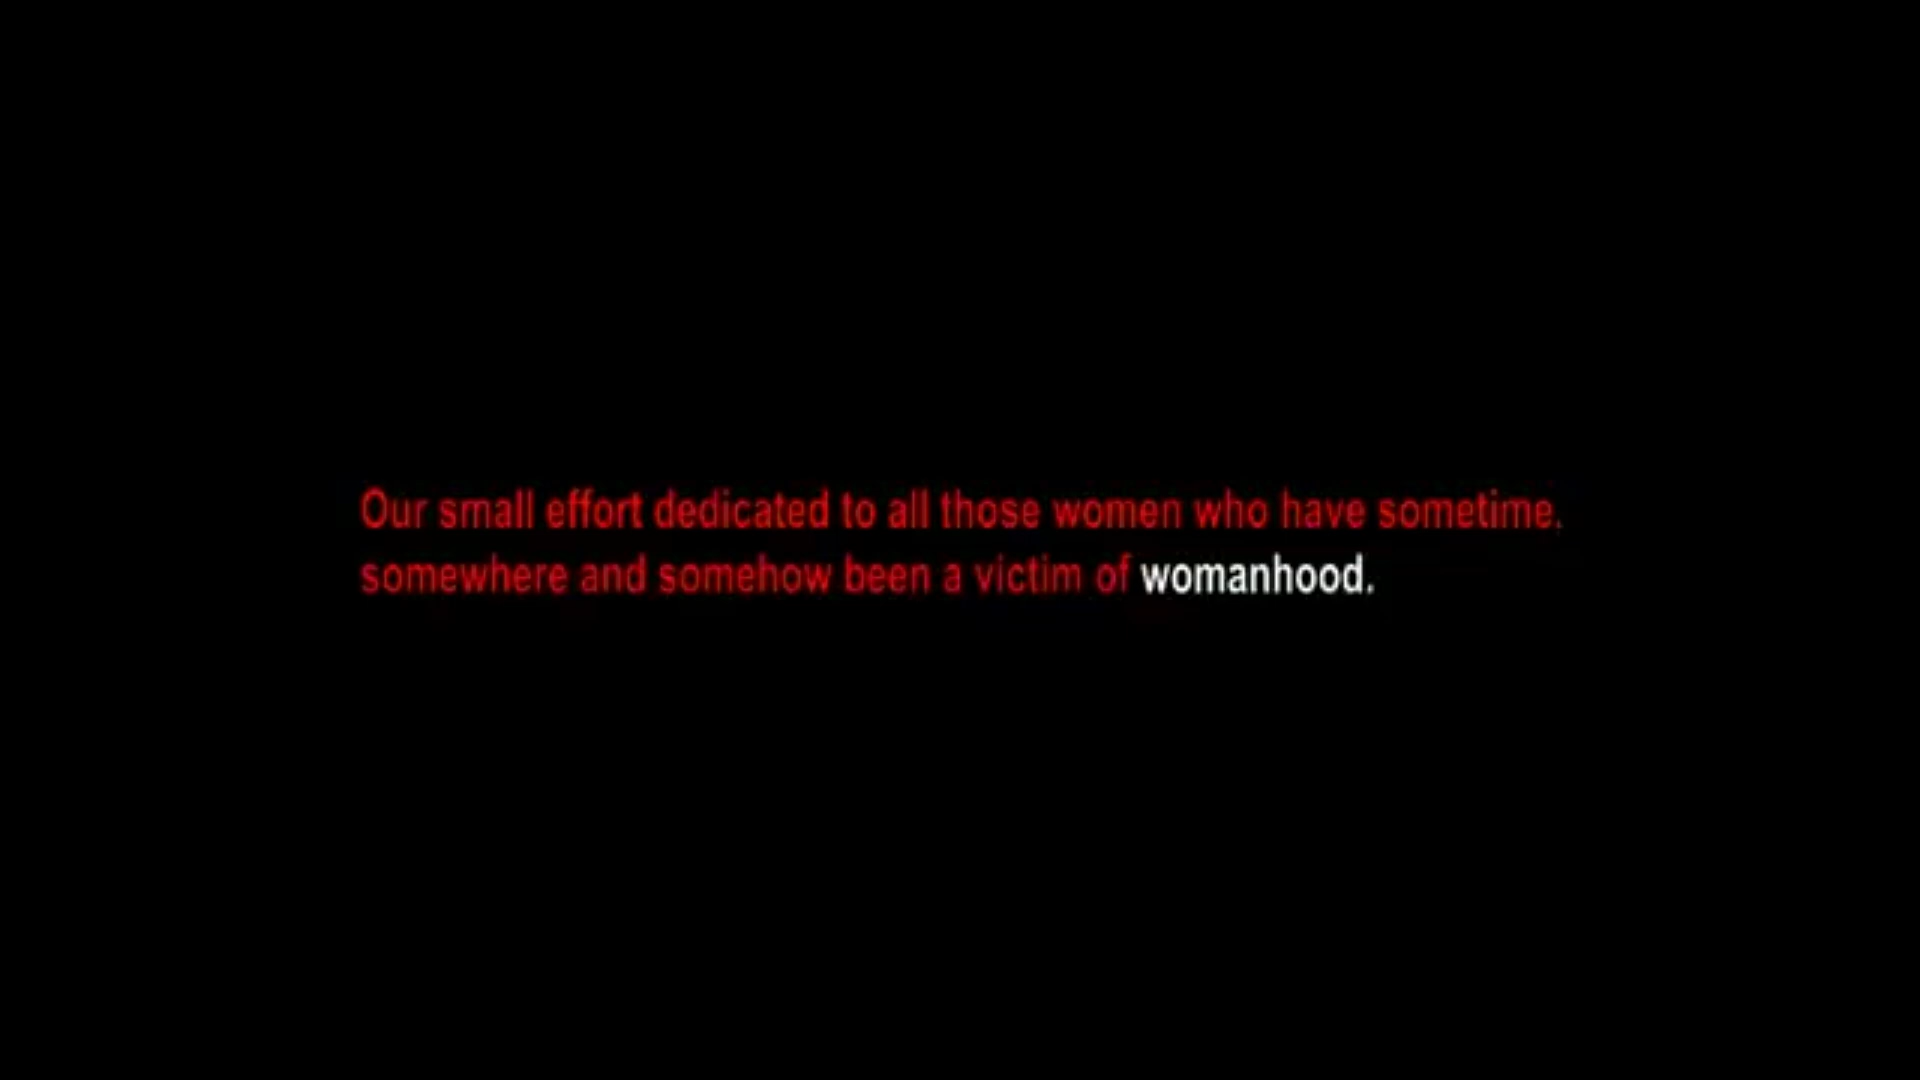 Our small effort dedicated to all those women who have sometime.
somewhere and somehow been a victim of womanhood.